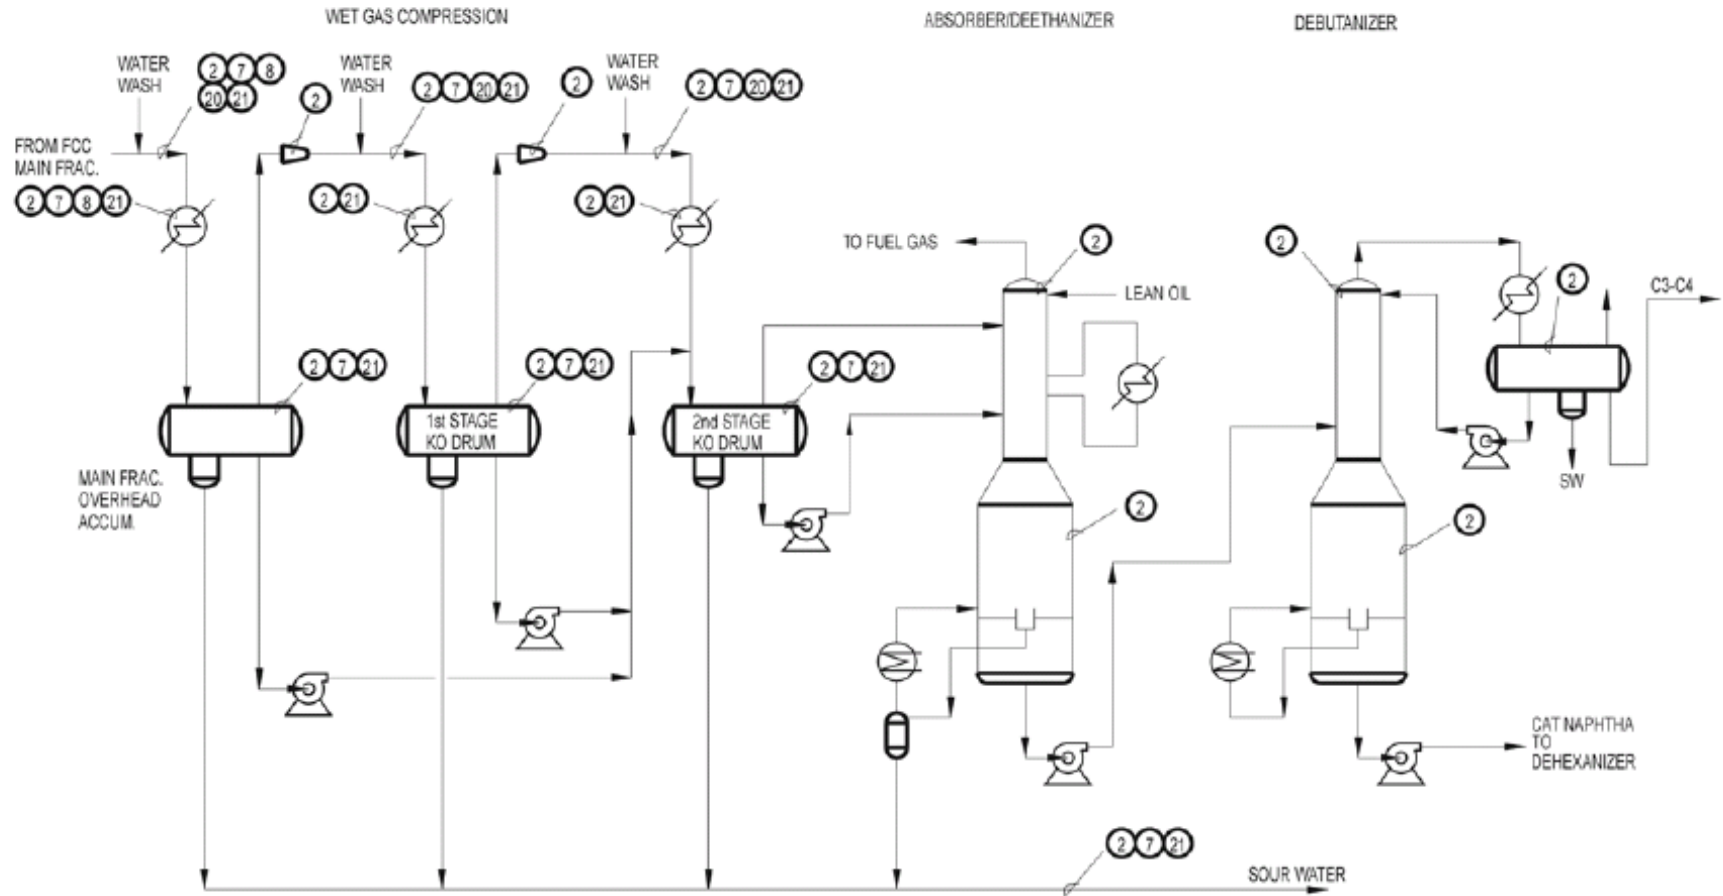 WET GAS COMPRESSION
ABSORBER/DEETHANIZER
DEBUTANIZER
WATER
WASH
2 7 8
20 21
2
WATER
WASH
2 7 20 21
2
WATER
WASH
2 7 20 21
FROM FCC
MAIN FRAC.
2 7 8 21
2 21
2 21
TO FUEL GAS
2
LEAN OIL
2
2
C3-C4
2 7 21
2 7 21
2 7 21
1st STAGE
KO DRUM
2nd STAGE
KO DRUM
MAIN FRAC.
OVERHEAD
ACCUM.
SW
2
2
CAT NAPHTHA
TO
DEHEXANIZER
2 7 21
SOUR WATER